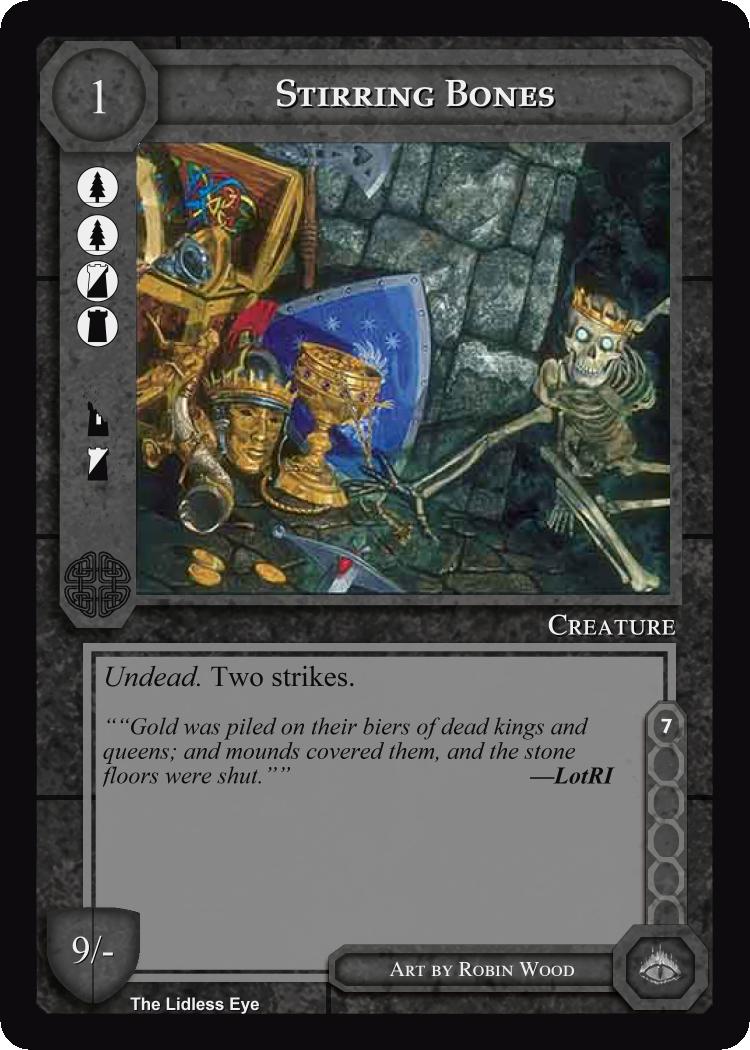 1
Stirring Bones
Creature
Undead. Two strikes.
““Gold was piled on their biers of dead kings and
queens; and mounds covered them, and the stone
floors were shut.””
—LotRI
7
9/-
Art by Robin Wood
The Lidless Eye